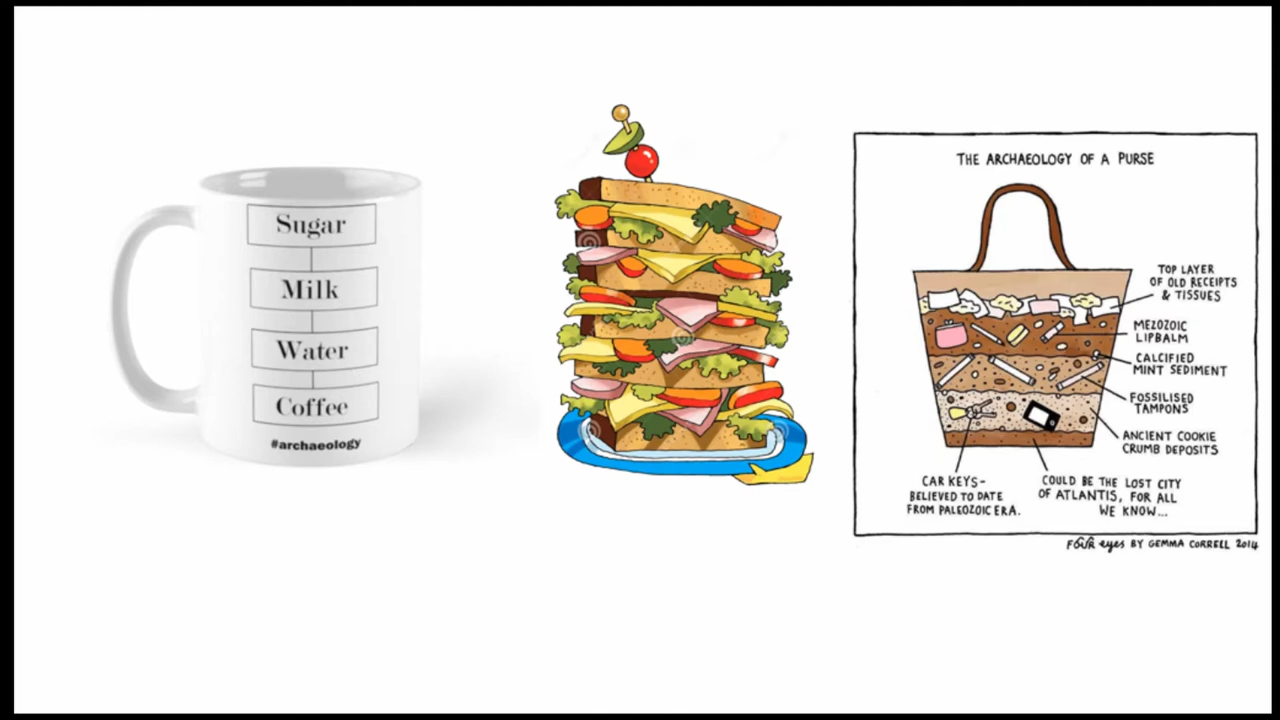 Sugar
Milk
Water
Coffee
#archaeology
THE ARCHAEOLOGY OF A PURSE
TOP LAYER
OF OLD RECEIPTS
& TISSUES
MEZOZOIC
LIPBALM
CALCIFIED
MINT SEDIMENT
FOSSILISED
TAMPONS
ANCIENT COOKIE
CRUMB DEPOSITS
CAR KEYS-
BELIEVED TO DATE
FROM PALEOZOIC ERA.
COULD BE THE LOST CITY
OF ATLANTIS, FOR ALL
WE KNOW...
FOUR eyes BY GEMMA CORRELL 2014